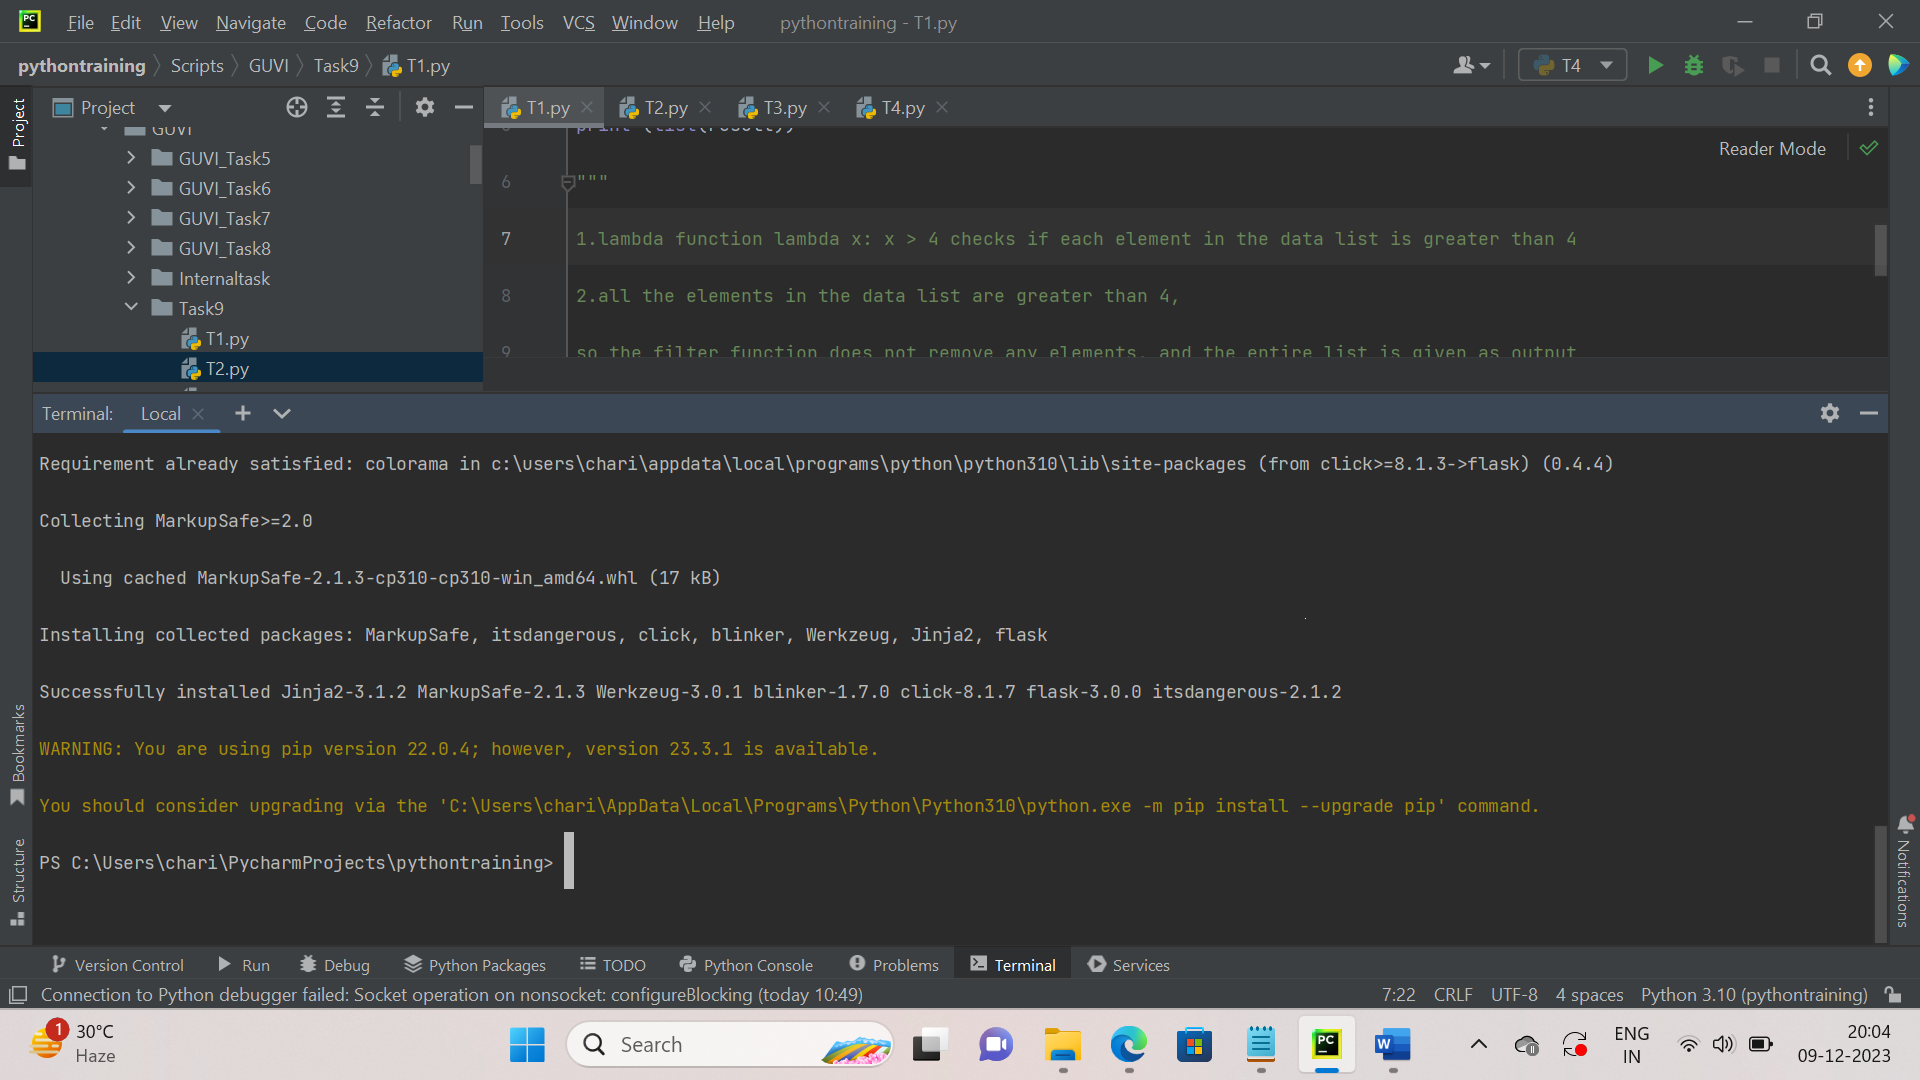 PC File Edit View Navigate Code Refactor Run Tools VCS Window Help pythontraining - T1.py
pythontraining Scripts GUVI Task9 T1.py T4
Project
Project
T1.py T2.py T3.py T4.py
GUVI
GUVI_Task5
GUVI_Task6
GUVI_Task7
GUVI_Task8
Internaltask
Task9
T1.py
T2.py
print (list(result))
Reader Mode
6 """
7 1.lambda function lambda x: x > 4 checks if each element in the data list is greater than 4
8 2.all the elements in the data list are greater than 4,
9 so the filter function does not remove any elements, and the entire list is given as output
Terminal: Local
Requirement already satisfied: colorama in c:\users\chari\appdata\local\programs\python\python310\lib\site-packages (from click>=8.1.3->flask) (0.4.4)
Collecting MarkupSafe>=2.0
Using cached MarkupSafe-2.1.3-cp310-cp310-win_amd64.whl (17 kB)
Installing collected packages: MarkupSafe, itsdangerous, click, blinker, Werkzeug, Jinja2, flask
Successfully installed Jinja2-3.1.2 MarkupSafe-2.1.3 Werkzeug-3.0.1 blinker-1.7.0 click-8.1.7 flask-3.0.0 itsdangerous-2.1.2
WARNING: You are using pip version 22.0.4; however, version 23.3.1 is available.
You should consider upgrading via the 'C:\Users\chari\AppData\Local\Programs\Python\Python310\python.exe -m pip install --upgrade pip' command.
PS C:\Users\chari\PycharmProjects\pythontraining>
Bookmarks
Structure
Notifications
Version Control Run Debug Python Packages TODO Python Console Problems Terminal Services
Connection to Python debugger failed: Socket operation on nonsocket: configureBlocking (today 10:49) 7:22 CRLF UTF-8 4 spaces Python 3.10 (pythontraining)
1 30°C
Haze
Search
PC
W
ENG
IN
20:04
09-12-2023